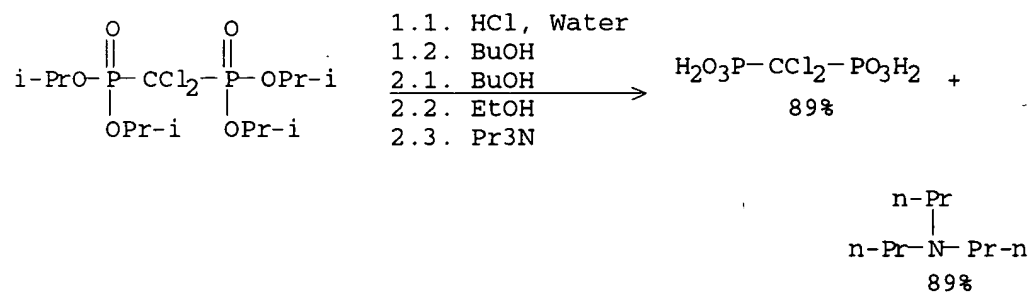 O O
i-PrO-P-CCl2-P-OPr-i
OPr-i OPr-i
1.1. HCl, Water
1.2. BuOH
2.1. BuOH
2.2. EtOH
2.3. Pr3N
H2O3P-CCl2-PO3H2 +
89%
n-Pr
n-Pr-N-Pr-n
89%